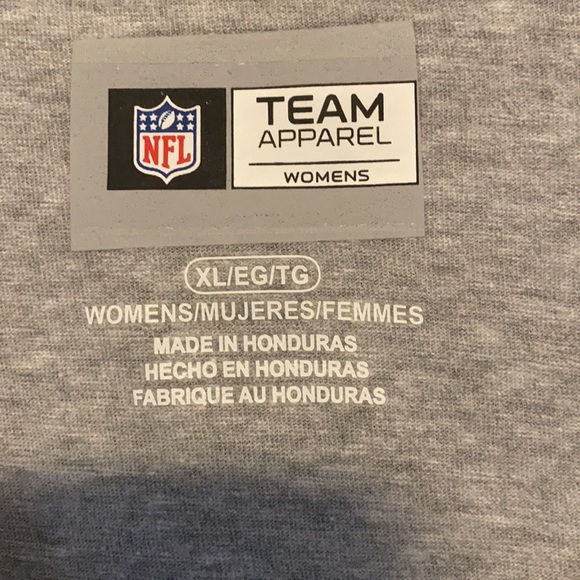 NFL
TEAM
APPAREL
WOMENS
XL/EG/TG
WOMENS/MUJERES/FEMMES
MADE IN HONDURAS
HECHO EN HONDURAS
FABRIQUE AU HONDURAS